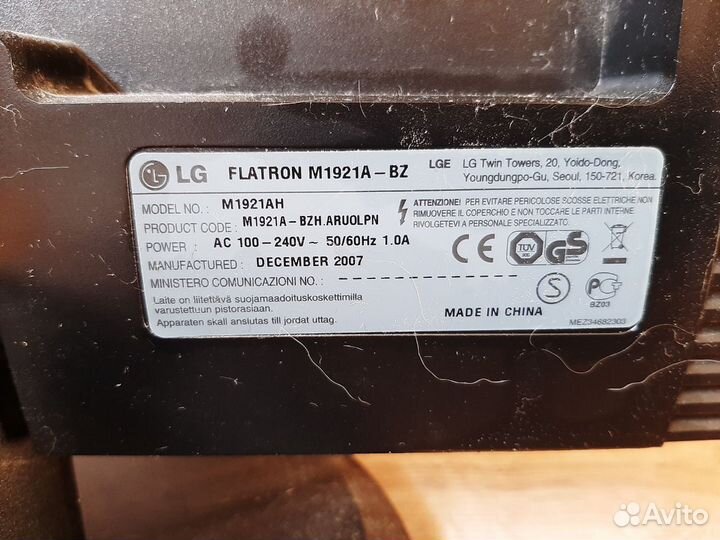 LG FLATRON M1921A-BZ
LGE LG Twin Towers, 20, Yoido-Dong,
Youngdungpo-Gu, Seoul, 150-721, Korea.
MODEL NO. : M1921AH
PRODUCT CODE : M1921A-BZH.ARUOLPN
POWER : AC 100-240V ~ 50/60Hz 1.0A
MANUFACTURED : DECEMBER 2007
MINISTERO COMUNICAZIONI NO. : ----------
Laite on liitettävä suojamaadoituskoskettimilla
varustettuun pistorasiaan.
Apparaten skall anslutas till jordat uttag.
ATTENZIONE! PER EVITARE PERICOLOSE SCOSSE ELETTRICHE NON
RIMUOVERE IL COPERCHIO E NON TOCCARE LE PARTI INTERNE.
RIVOLGETEVI A PERSONALE SPECIALIZZATO.
CE TÜV GS
S PC
BZ03
MADE IN CHINA
MEZ34682303
Avito